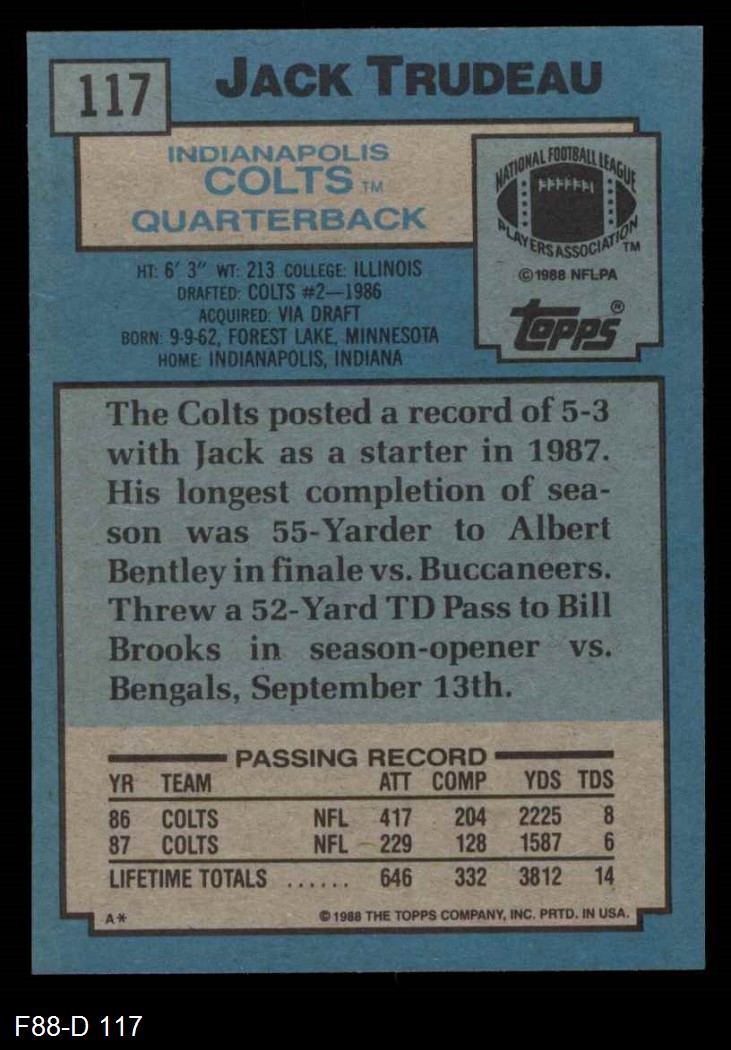 117
JACK TRUDEAU
INDIANAPOLIS
COLTS TM
QUARTERBACK
NATIONAL FOOTBALL LEAGUE
PLAYERS ASSOCIATION TM
© 1988 NFLPA
topps®
HT: 6' 3" WT: 213 COLLEGE: ILLINOIS
DRAFTED: COLTS #2—1986
ACQUIRED: VIA DRAFT
BORN: 9-9-62, FOREST LAKE, MINNESOTA
HOME: INDIANAPOLIS, INDIANA
The Colts posted a record of 5-3
with Jack as a starter in 1987.
His longest completion of sea-
son was 55-Yarder to Albert
Bentley in finale vs. Buccaneers.
Threw a 52-Yard TD Pass to Bill
Brooks in season-opener vs.
Bengals, September 13th.
PASSING RECORD
YR TEAM ATT COMP YDS TDS
86 COLTS NFL 417 204 2225 8
87 COLTS NFL 229 128 1587 6
LIFETIME TOTALS ...... 646 332 3812 14
A* © 1988 THE TOPPS COMPANY, INC. PRTD. IN USA.
F88-D 117